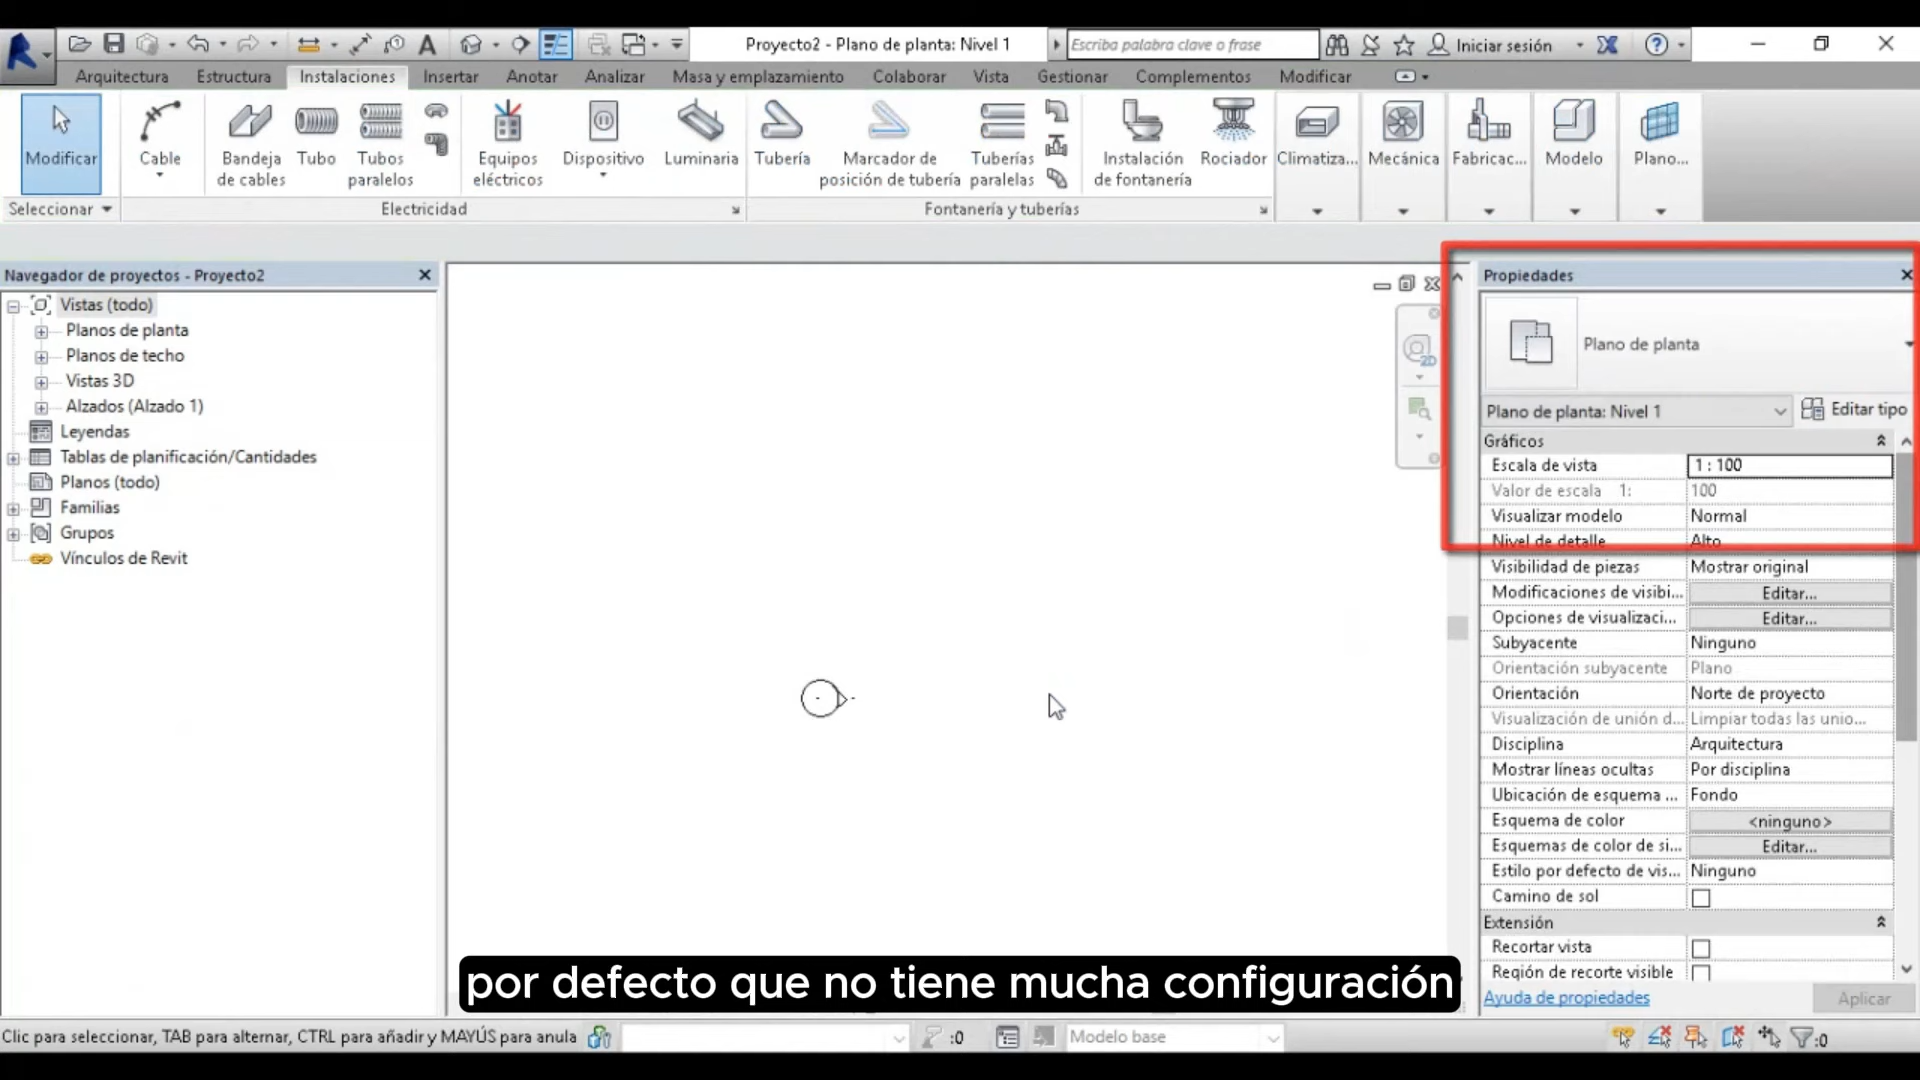 Proyecto2 - Plano de planta: Nivel 1
Escriba palabra clave o frase
Iniciar sesión
Arquitectura
Estructura
Instalaciones
Insertar
Anotar
Analizar
Masa y emplazamiento
Colaborar
Vista
Gestionar
Complementos
Modificar
Modificar
Cable
Bandeja
de cables
Tubo
Tubos
paralelos
Equipos
eléctricos
Dispositivo
Luminaria
Tubería
Marcador de
posición de tubería
Tuberías
paralelas
Instalación
de fontanería
Rociador
Climatiza...
Mecánica
Fabricac...
Modelo
Plano...
Seleccionar
Electricidad
Fontanería y tuberías
Navegador de proyectos - Proyecto2
Vistas (todo)
Planos de planta
Planos de techo
Vistas 3D
Alzados (Alzado 1)
Leyendas
Tablas de planificación/Cantidades
Planos (todo)
Familias
Grupos
Vínculos de Revit
2D
Propiedades
Plano de planta
Plano de planta: Nivel 1
Editar tipo
Gráficos
Escala de vista 1 : 100
Valor de escala 1: 100
Visualizar modelo Normal
Nivel de detalle Alto
Visibilidad de piezas Mostrar original
Modificaciones de visibi... Editar...
Opciones de visualizaci... Editar...
Subyacente Ninguno
Orientación subyacente Plano
Orientación Norte de proyecto
Visualización de unión d... Limpiar todas las unio...
Disciplina Arquitectura
Mostrar líneas ocultas Por disciplina
Ubicación de esquema ... Fondo
Esquema de color <ninguno>
Esquemas de color de si... Editar...
Estilo por defecto de vis... Ninguno
Camino de sol
Extensión
Recortar vista
Región de recorte visible
Ayuda de propiedades
Aplicar
por defecto que no tiene mucha configuración
Clic para seleccionar, TAB para alternar, CTRL para añadir y MAYÚS para anula
:0
Modelo base
:0